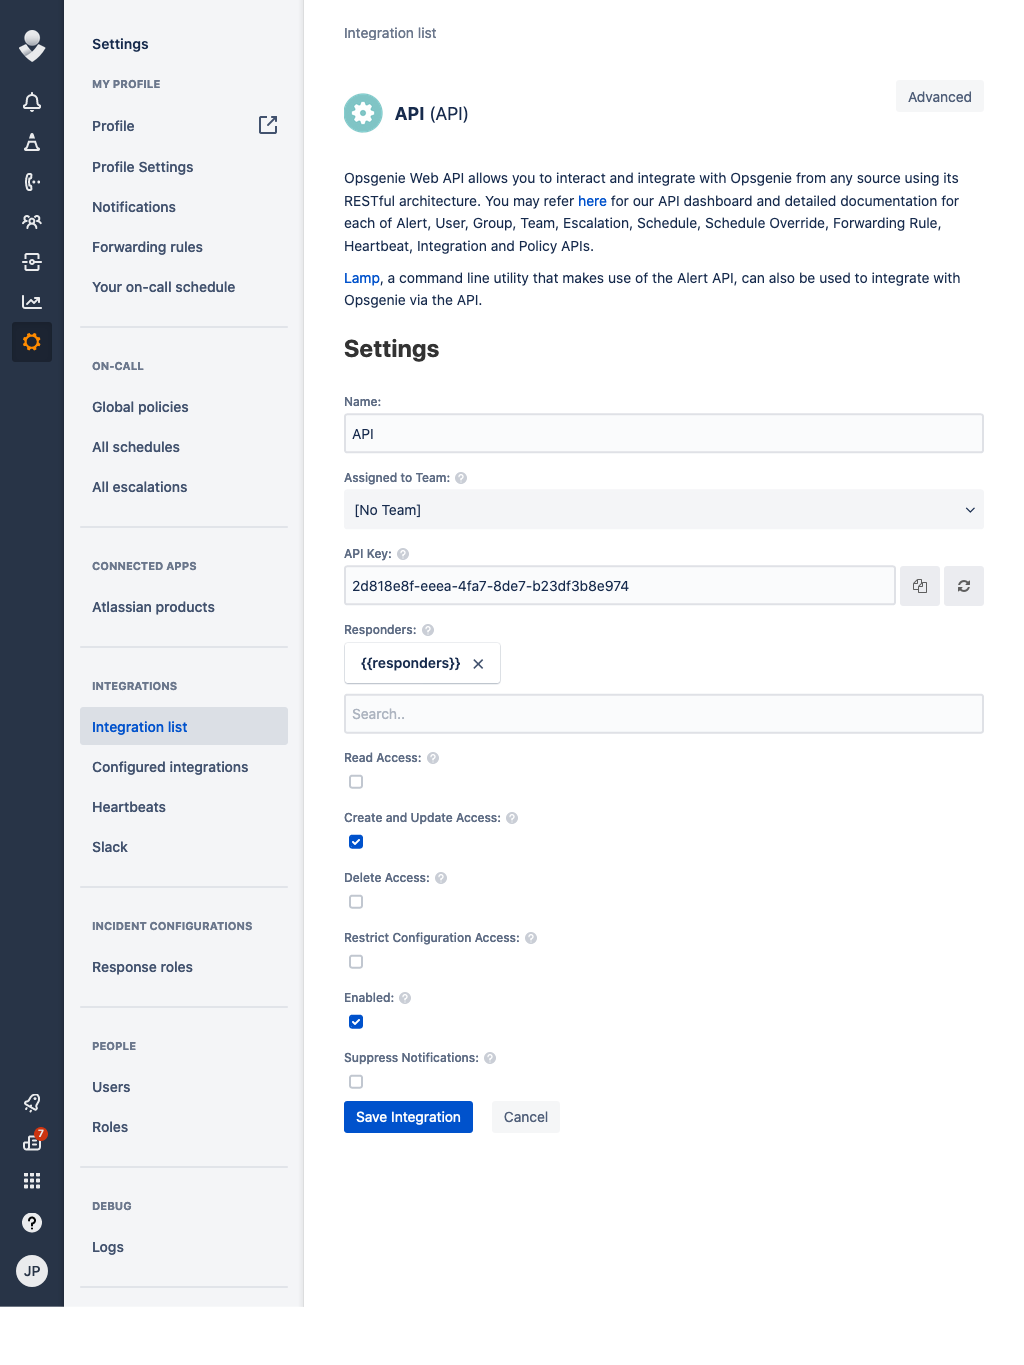 Settings
MY PROFILE
Profile
Profile Settings
Notifications
Forwarding rules
Your on-call schedule
ON-CALL
Global policies
All schedules
All escalations
CONNECTED APPS
Atlassian products
INTEGRATIONS
Integration list
Configured integrations
Heartbeats
Slack
INCIDENT CONFIGURATIONS
Response roles
PEOPLE
Users
Roles
DEBUG
Logs
7
JP
Integration list
API (API)
Advanced
Opsgenie Web API allows you to interact and integrate with Opsgenie from any source using its
RESTful architecture. You may refer here for our API dashboard and detailed documentation for
each of Alert, User, Group, Team, Escalation, Schedule, Schedule Override, Forwarding Rule,
Heartbeat, Integration and Policy APIs.
Lamp, a command line utility that makes use of the Alert API, can also be used to integrate with
Opsgenie via the API.
Settings
Name:
API
Assigned to Team: ?
[No Team]
API Key: ?
2d818e8f-eeea-4fa7-8de7-b23df3b8e974
Responders: ?
{{responders}}
Search..
Read Access: ?
Create and Update Access: ?
Delete Access: ?
Restrict Configuration Access: ?
Enabled: ?
Suppress Notifications: ?
Save Integration
Cancel